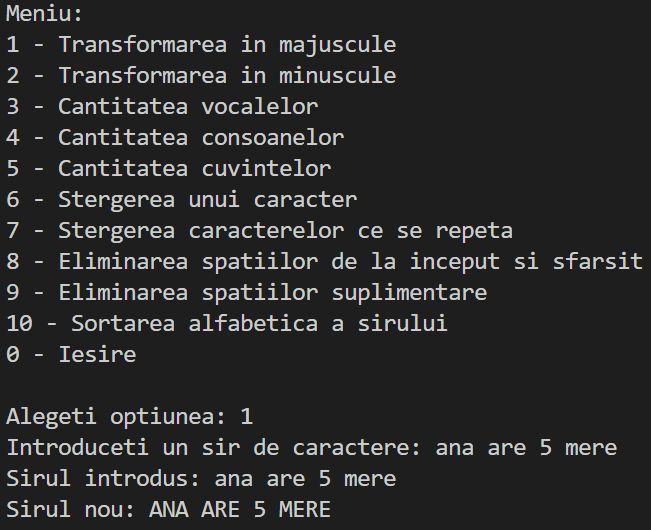 Meniu:
1 - Transformarea in majuscule
2 - Transformarea in minuscule
3 - Cantitatea vocalelor
4 - Cantitatea consoanelor
5 - Cantitatea cuvintelor
6 - Stergerea unui caracter
7 - Stergerea caracterelor ce se repeta
8 - Eliminarea spatiilor de la inceput si sfarsit
9 - Eliminarea spatiilor suplimentare
10 - Sortarea alfabetica a sirului
0 - Iesire
Alegeti optiunea: 1
Introduceti un sir de caractere: ana are 5 mere
Sirul introdus: ana are 5 mere
Sirul nou: ANA ARE 5 MERE